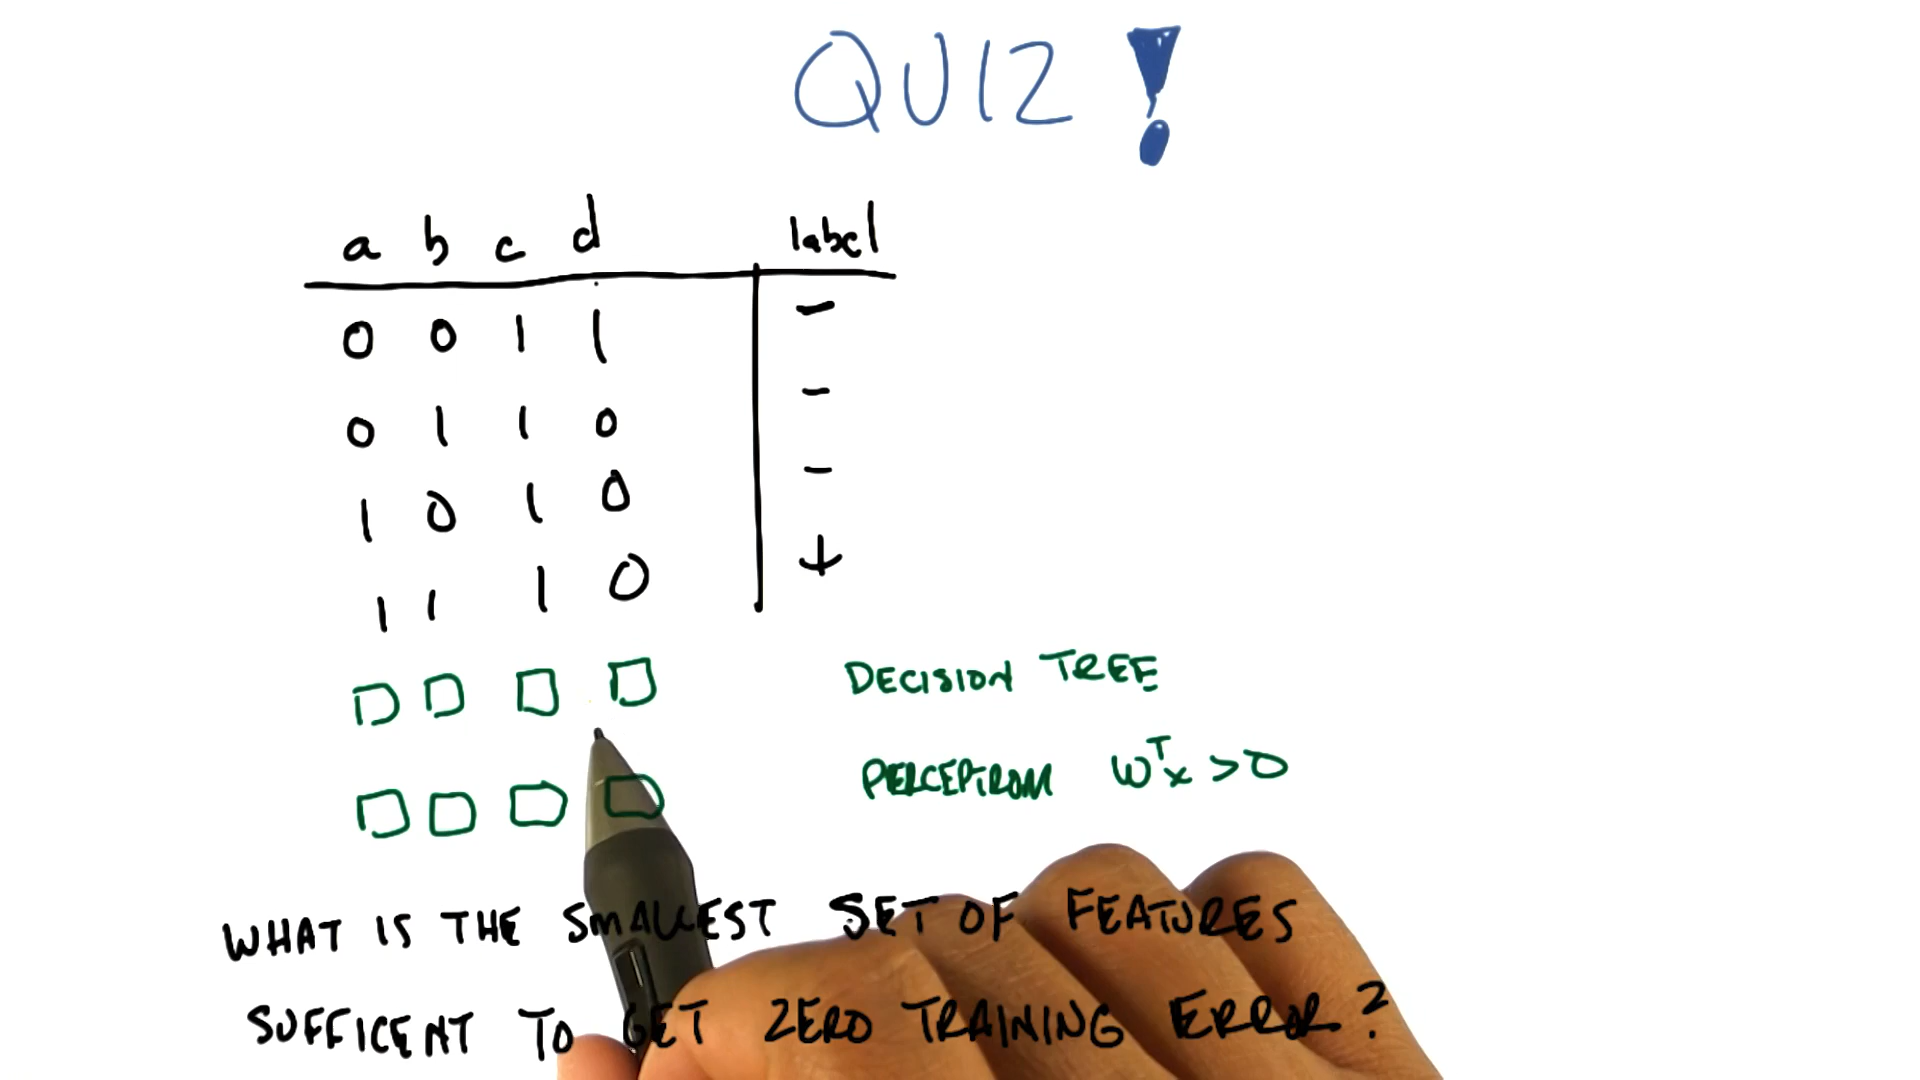 QUIZ!
a b c d label
0 0 1 1 -
0 1 1 0 -
1 0 1 0 -
1 1 1 0 +
DECISION TREE
PERCEPTRON wᵀx > 0
WHAT IS THE SMALLEST SET OF FEATURES
SUFFICENT TO GET ZERO TRAINING ERROR?